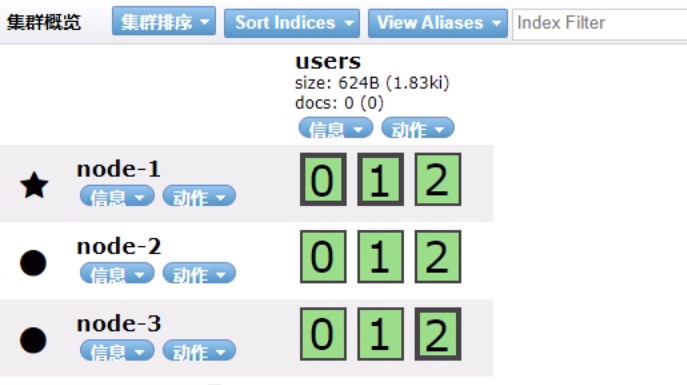 集群概览 集群排序 Sort Indices View Aliases Index Filter
users
size: 624B (1.83ki)
docs: 0 (0)
信息 动作
node-1 0 1 2
信息 动作
node-2 0 1 2
信息 动作
node-3 0 1 2
信息 动作